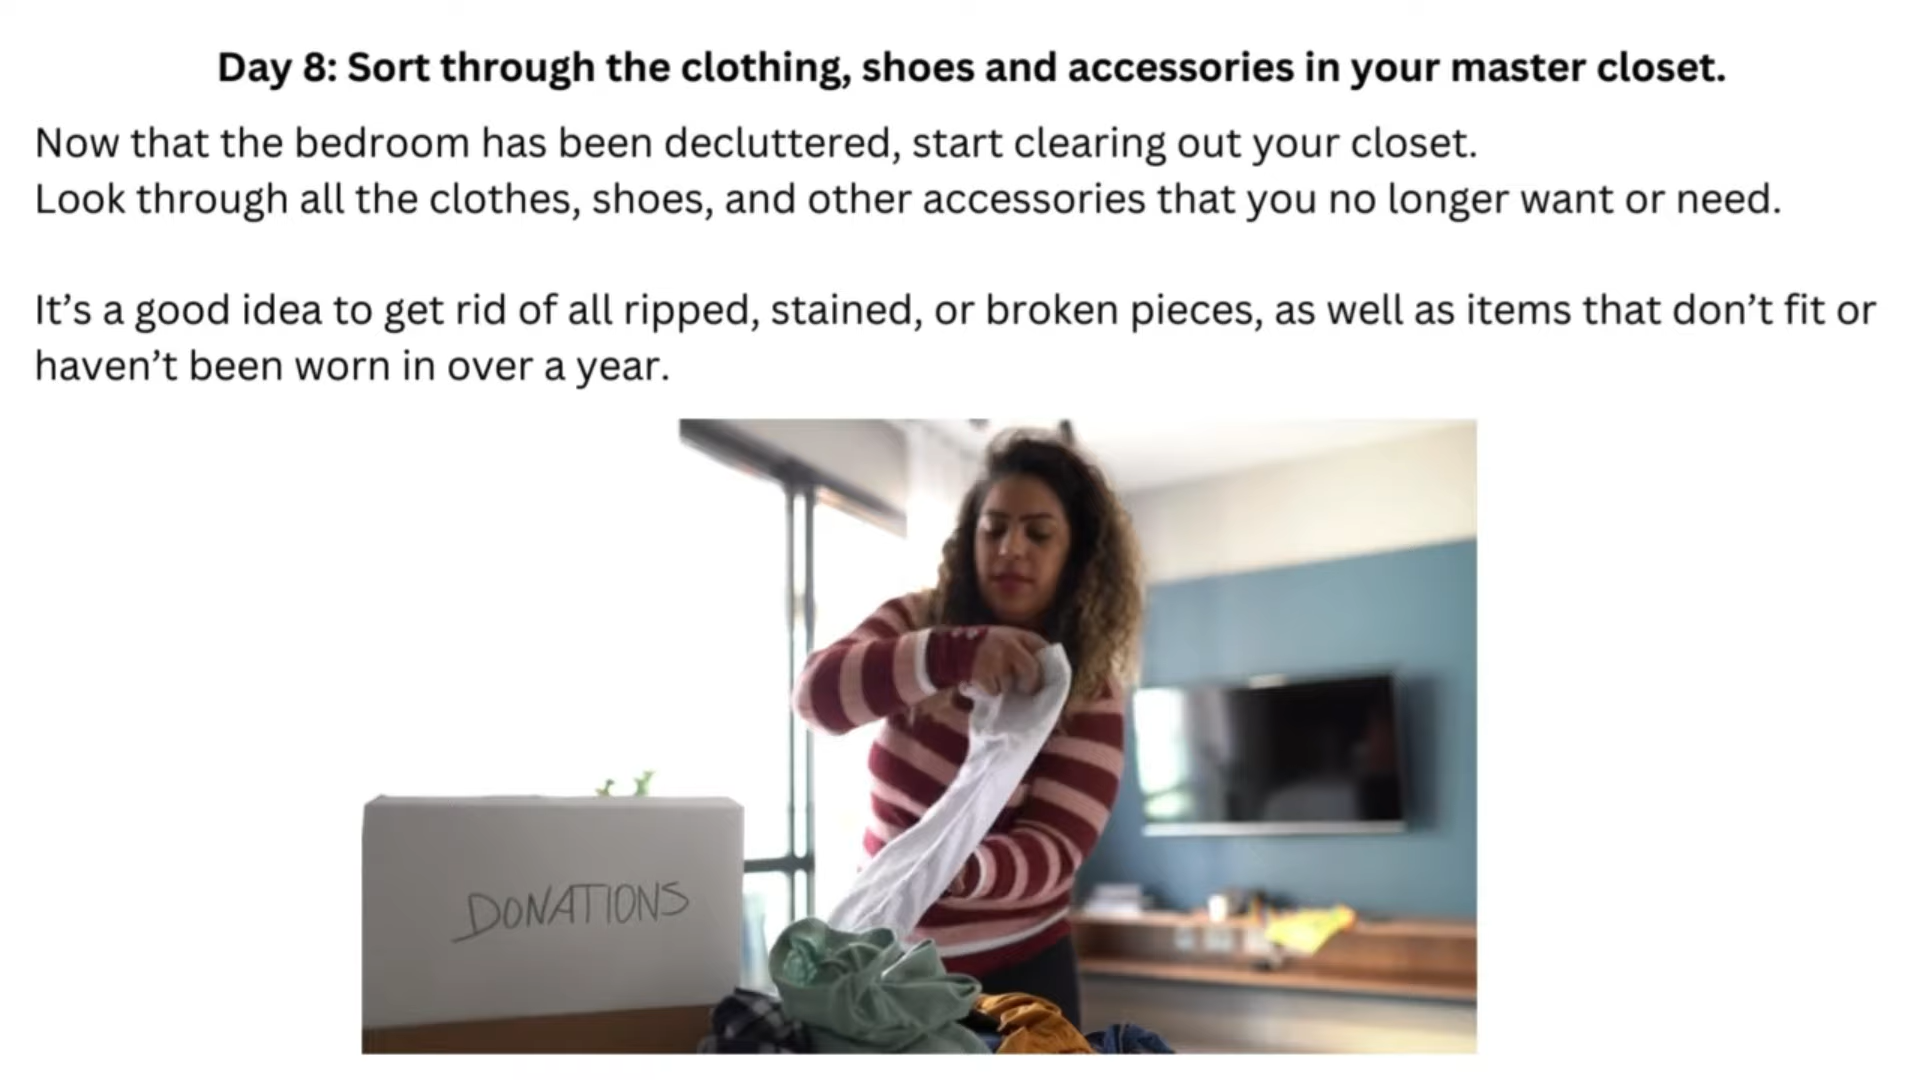 Day 8: Sort through the clothing, shoes and accessories in your master closet.
Now that the bedroom has been decluttered, start clearing out your closet.
Look through all the clothes, shoes, and other accessories that you no longer want or need.
It’s a good idea to get rid of all ripped, stained, or broken pieces, as well as items that don’t fit or
haven’t been worn in over a year.
DONATIONS